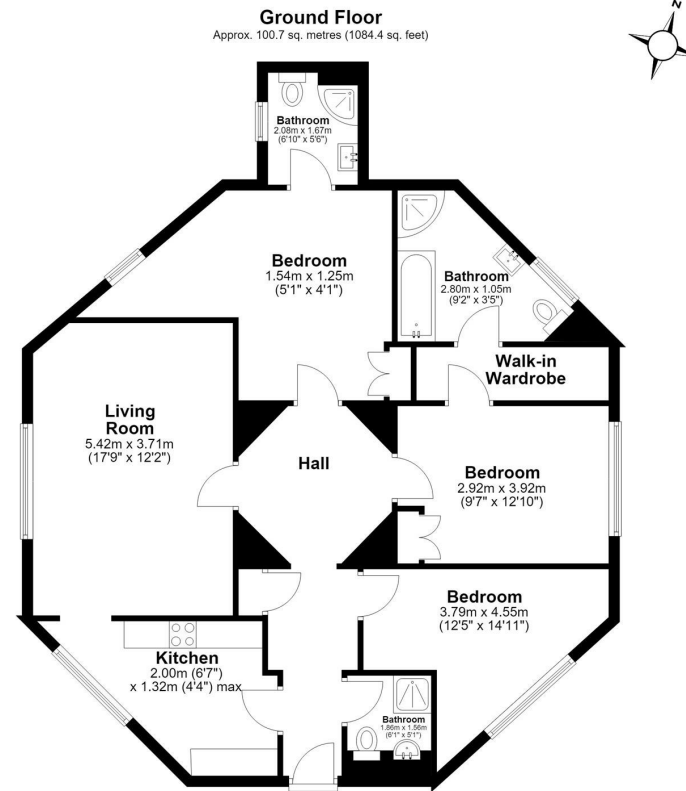 Ground Floor
Approx. 100.7 sq. metres (1084.4 sq. feet)
N
Bathroom
2.08m x 1.67m
(6'10" x 5'6")
Bedroom
1.54m x 1.25m
(5'1" x 4'1")
Bathroom
2.80m x 1.05m
(9'2" x 3'5")
Walk-in
Wardrobe
Living
Room
5.42m x 3.71m
(17'9" x 12'2")
Hall
Bedroom
2.92m x 3.92m
(9'7" x 12'10")
Bedroom
3.79m x 4.55m
(12'5" x 14'11")
Kitchen
2.00m (6'7")
x 1.32m (4'4") max
Bathroom
1.86m x 1.56m
(6'1" x 5'1")